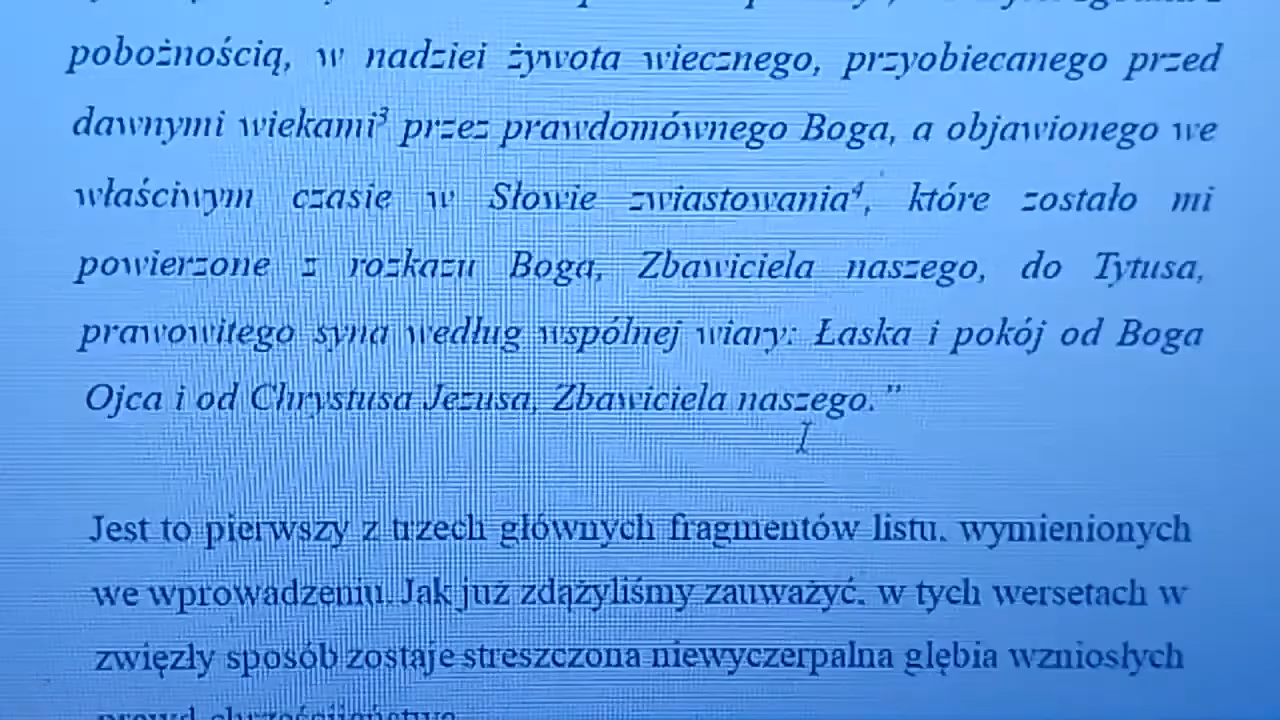 pobożnością, w nadziei żywota wiecznego, przyobiecanego przed
dawnymi wiekami³ przez prawdomównego Boga, a objawionego we
właściwym czasie w Słowie zwiastowania⁴, które zostało mi
powierzone z rozkazu Boga, Zbawiciela naszego, do Tytusa,
prawowitego syna według wspólnej wiary: Łaska i pokój od Boga
Ojca i od Chrystusa Jezusa, Zbawiciela naszego.”
Jest to pierwszy z trzech głównych fragmentów listu, wymienionych
we wprowadzeniu. Jak już zdążyliśmy zauważyć, w tych wersetach w
zwięzły sposób zostaje streszczona niewyczerpalna głębia wzniosłych